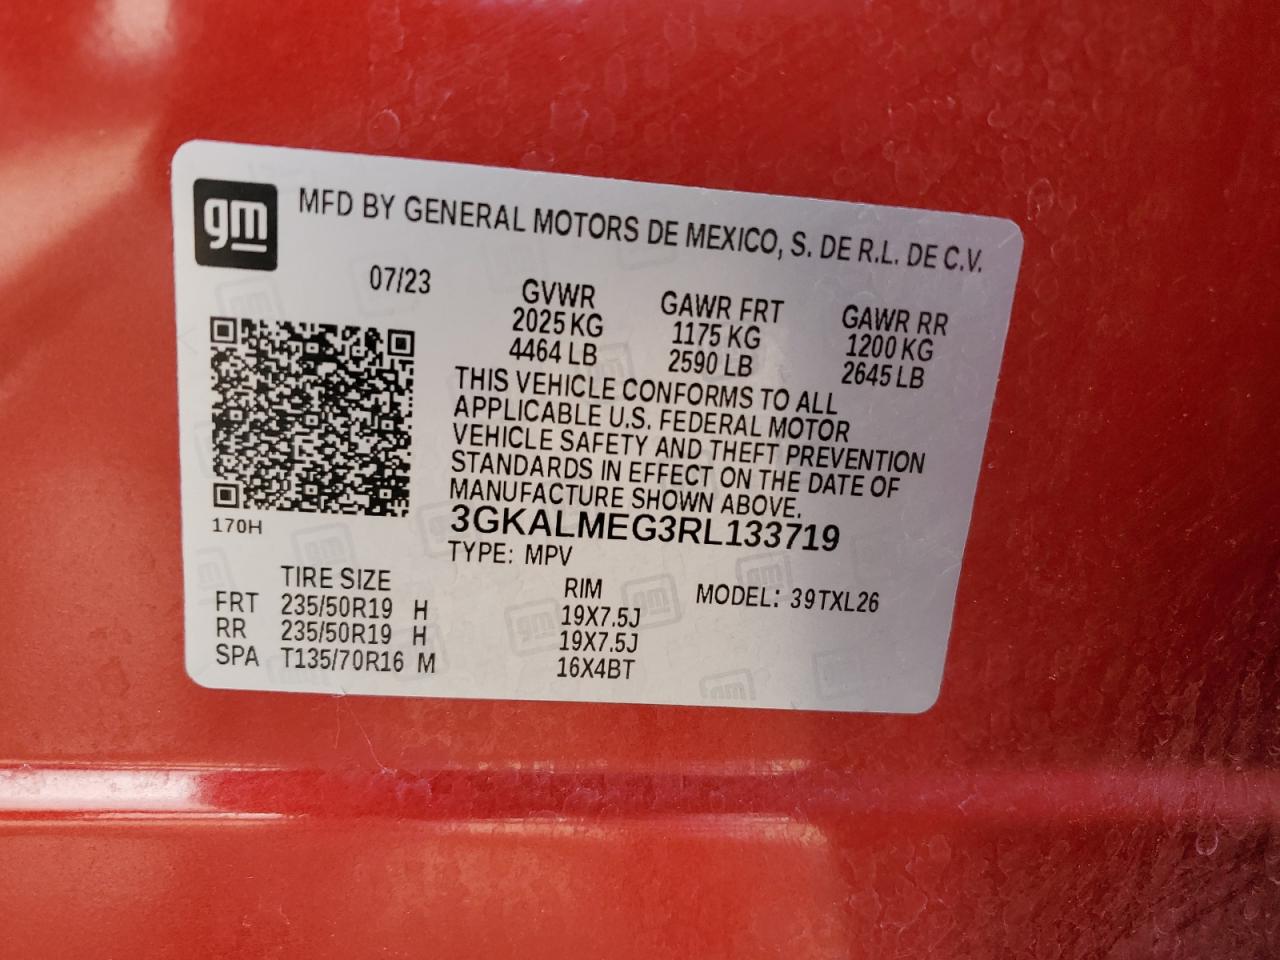 gm
MFD BY GENERAL MOTORS DE MEXICO, S. DE R.L. DE C.V.
07/23
GVWR GAWR FRT GAWR RR
2025 KG 1175 KG 1200 KG
4464 LB 2590 LB 2645 LB
THIS VEHICLE CONFORMS TO ALL
APPLICABLE U.S. FEDERAL MOTOR
VEHICLE SAFETY AND THEFT PREVENTION
STANDARDS IN EFFECT ON THE DATE OF
MANUFACTURE SHOWN ABOVE.
170H
3GKALMEG3RL133719
TYPE: MPV
TIRE SIZE RIM MODEL: 39TXL26
FRT 235/50R19 H 19X7.5J
RR 235/50R19 H 19X7.5J
SPA T135/70R16 M 16X4BT